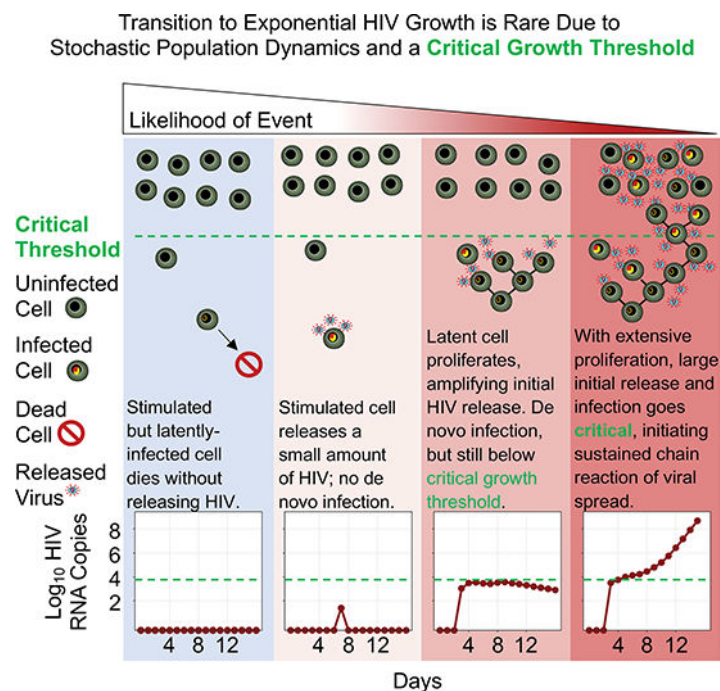 Transition to Exponential HIV Growth is Rare Due to
Stochastic Population Dynamics and a Critical Growth Threshold
Likelihood of Event
Critical
Threshold
Uninfected
Cell
Infected
Cell
Dead
Cell
Released
Virus
Stimulated
but latently-
infected cell
dies without
releasing HIV.
Stimulated cell
releases a
small amount
of HIV; no de
novo infection.
Latent cell
proliferates,
amplifying initial
HIV release. De
novo infection,
but still below
critical growth
threshold.
With extensive
proliferation, large
initial release and
infection goes
critical, initiating
sustained chain
reaction of viral
spread.
Log10 HIV
RNA Copies
8
6
4
2
4 8 12
4 8 12
4 8 12
4 8 12
Days